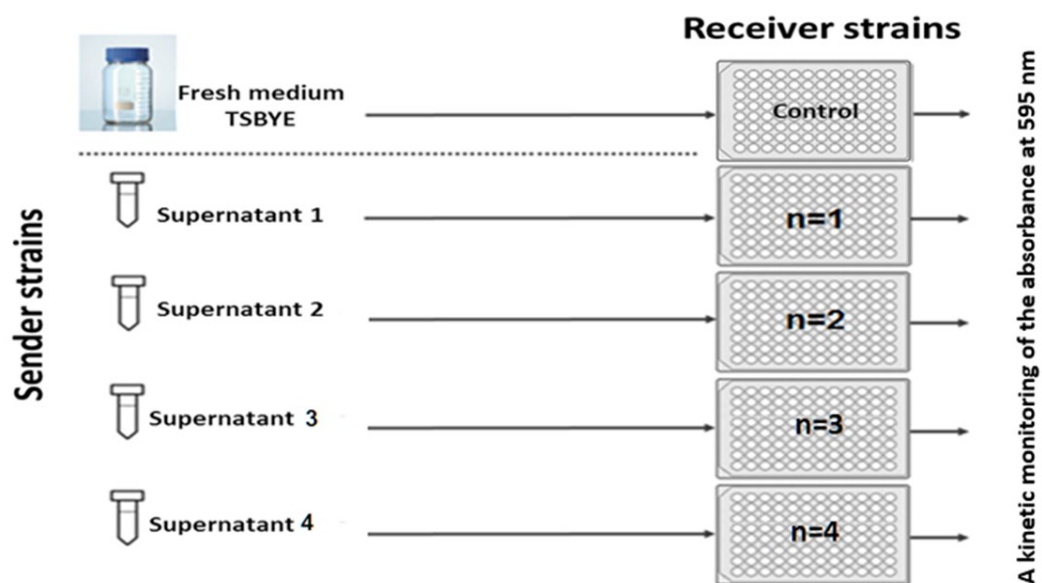 Receiver strains
Fresh medium
TSBYE
Control
Sender strains
Supernatant 1
n=1
Supernatant 2
n=2
Supernatant 3
n=3
Supernatant 4
n=4
A kinetic monitoring of the absorbance at 595 nm